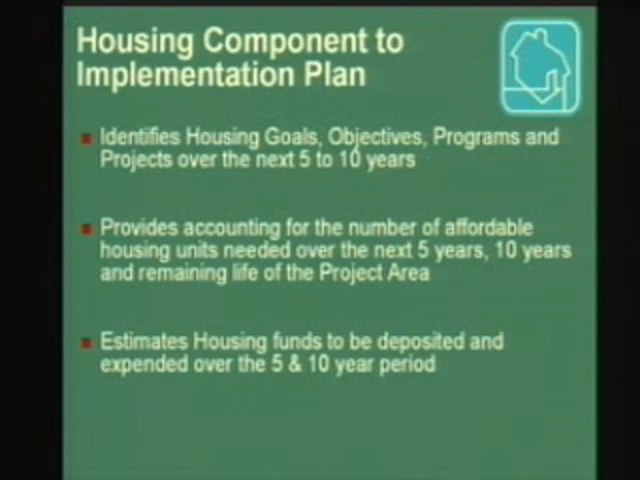 Housing Component to
Implementation Plan
Identifies Housing Goals, Objectives, Programs and
Projects over the next 5 to 10 years
Provides accounting for the number of affordable
housing units needed over the next 5 years, 10 years
and remaining life of the Project Area
Estimates Housing funds to be deposited and
expended over the 5 & 10 year period